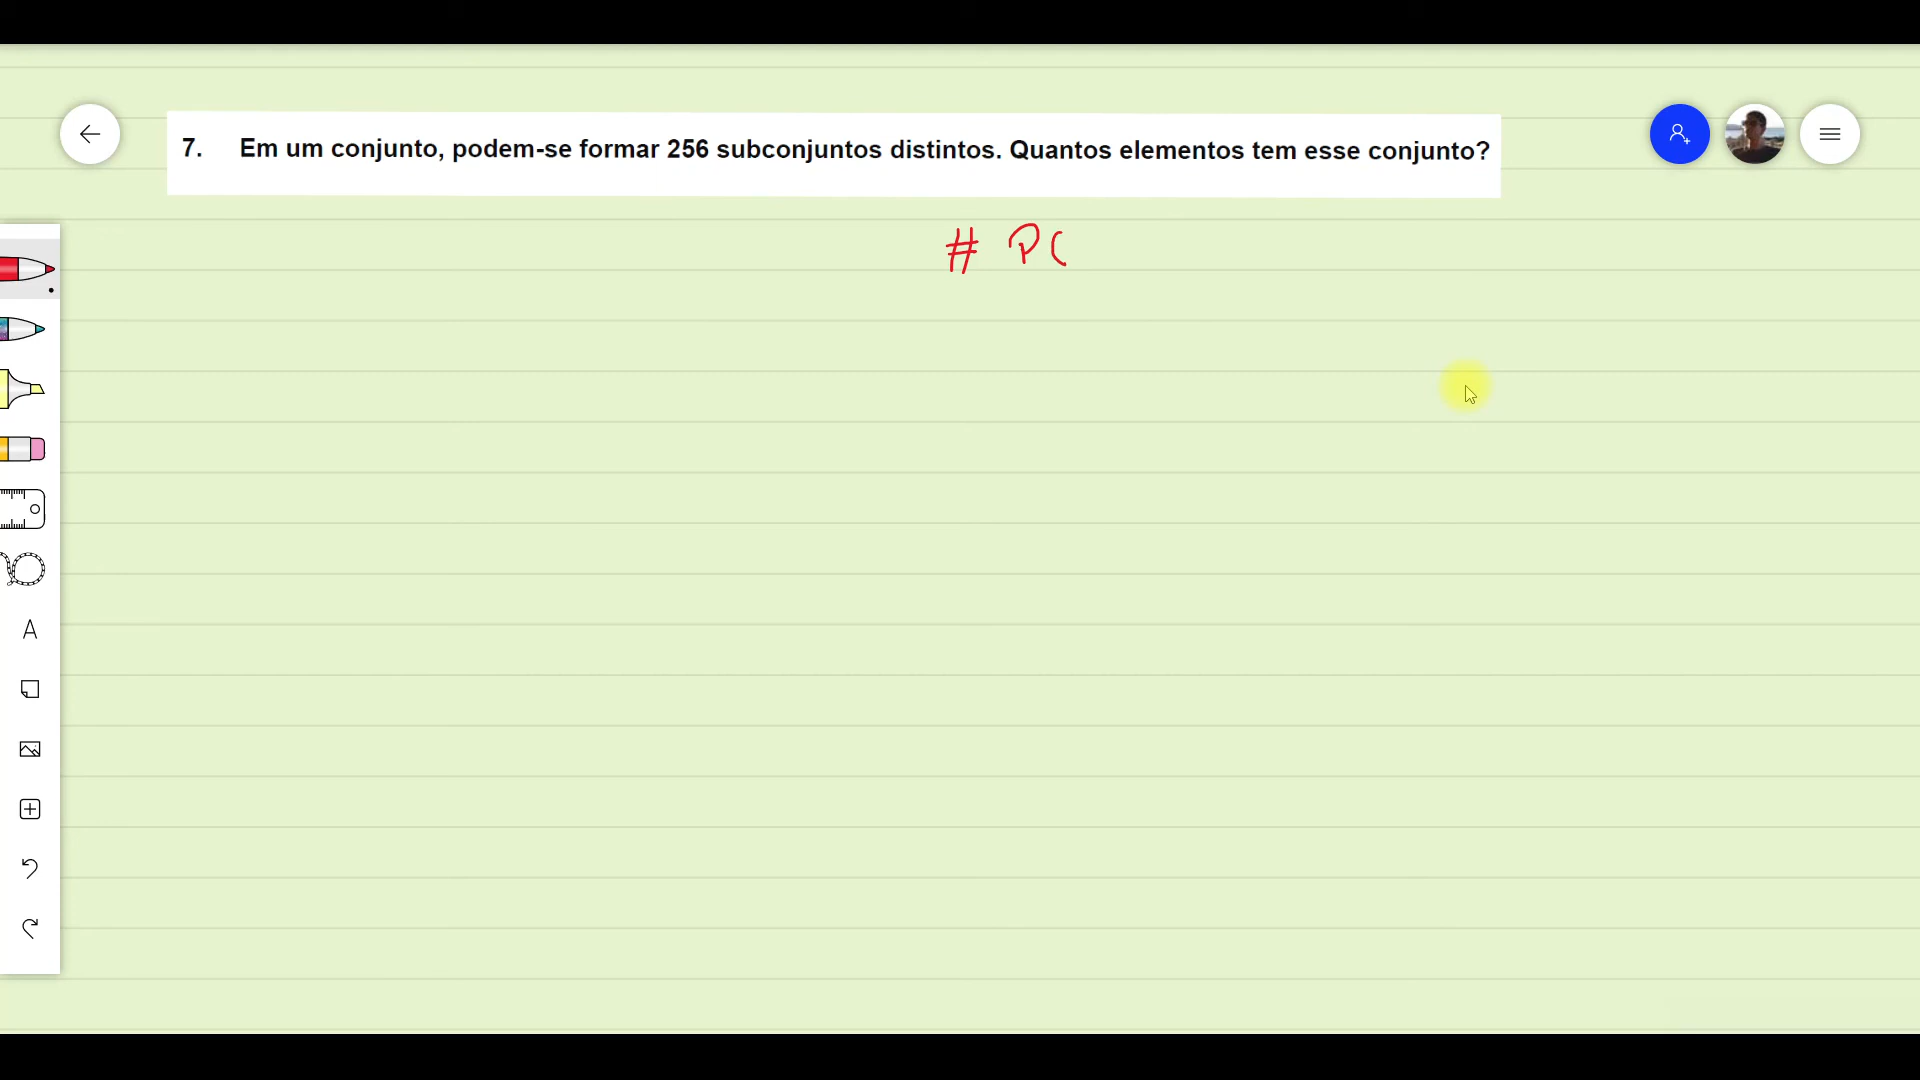 7. Em um conjunto, podem-se formar 256 subconjuntos distintos. Quantos elementos tem esse conjunto?
# P(
A